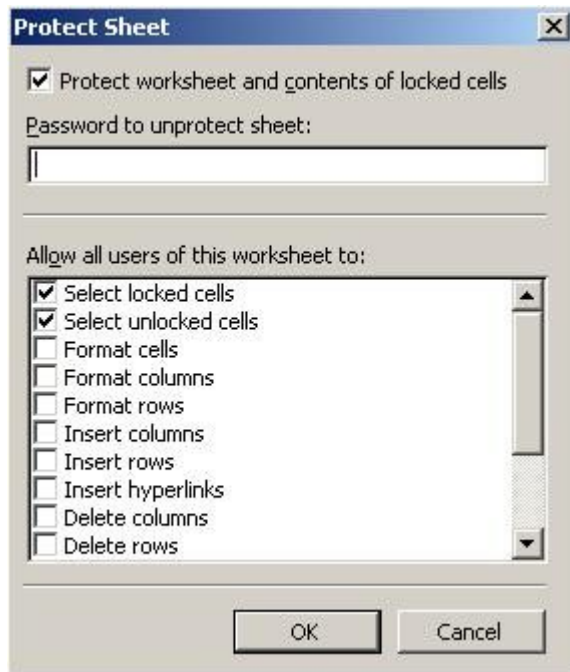 Protect Sheet
Protect worksheet and contents of locked cells
Password to unprotect sheet:
Allow all users of this worksheet to:
Select locked cells
Select unlocked cells
Format cells
Format columns
Format rows
Insert columns
Insert rows
Insert hyperlinks
Delete columns
Delete rows
OK
Cancel